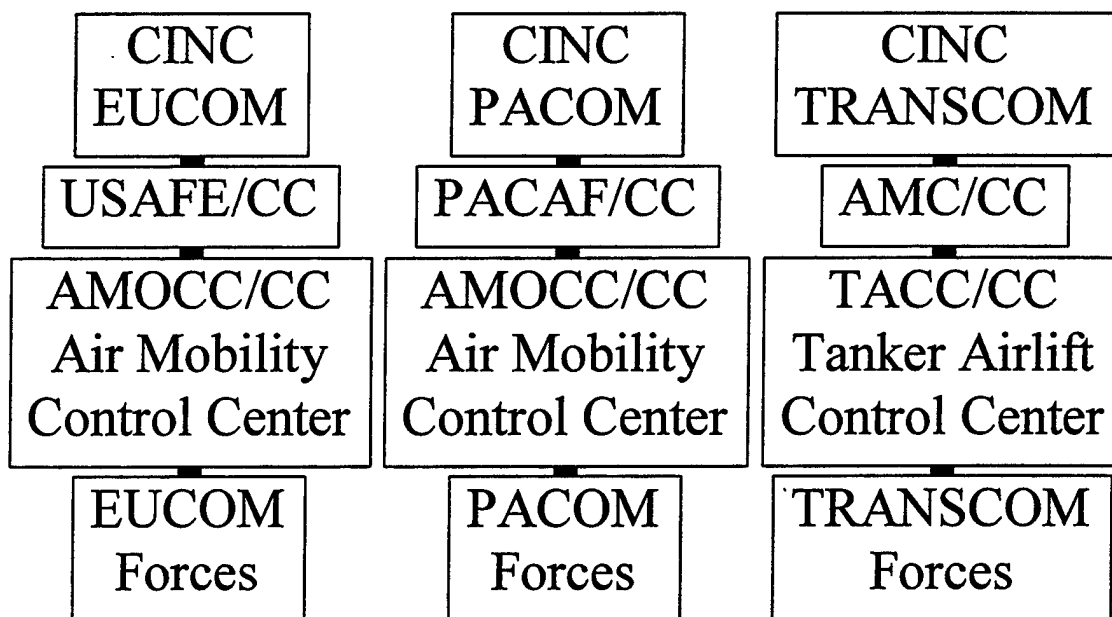 CINC
EUCOM
USAFE/CC
AMOCC/CC
Air Mobility
Control Center
EUCOM
Forces
CINC
PACOM
PACAF/CC
AMOCC/CC
Air Mobility
Control Center
PACOM
Forces
CINC
TRANSCOM
AMC/CC
TACC/CC
Tanker Airlift
Control Center
TRANSCOM
Forces